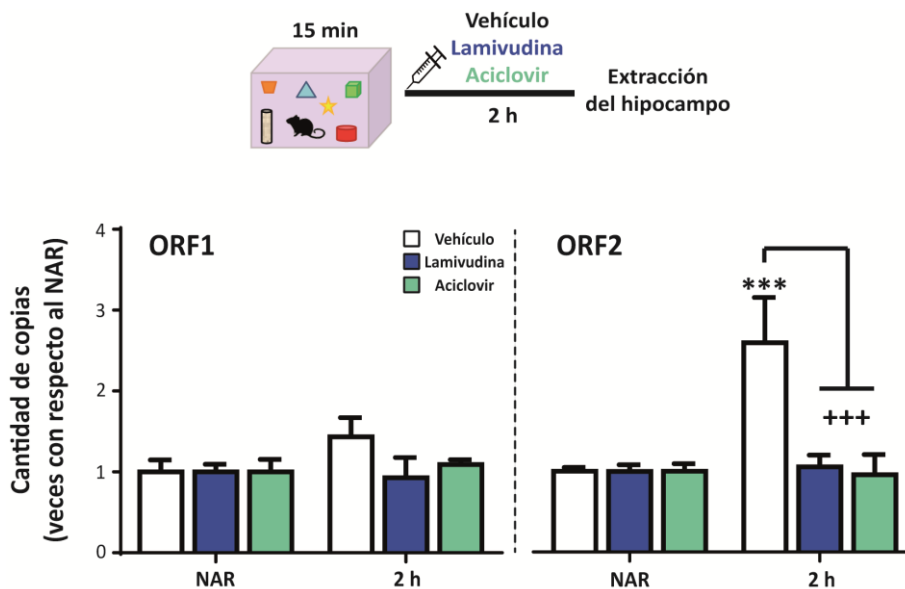 15 min
Vehículo
Lamivudina
Aciclovir
2 h
Extracción
del hipocampo
Cantidad de copias
(veces con respecto al NAR)
4
3
2
1
0
ORF1
Vehículo
Lamivudina
Aciclovir
NAR
2 h
ORF2
***
+++
NAR
2 h